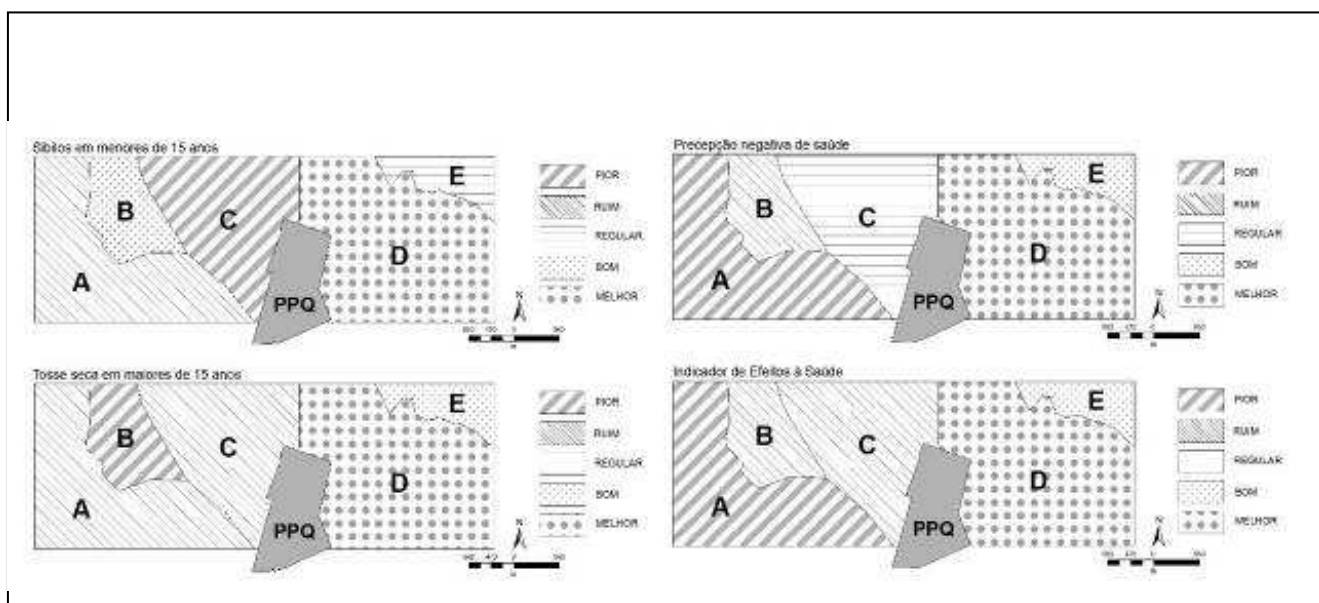 Sibilos em menores de 15 anos
A
B
C
D
E
PPQ
PIOR
RUIM
REGULAR
BOM
MELHOR
N
Precepção negativa de saúde
A
B
C
D
E
PPQ
PIOR
RUIM
REGULAR
BOM
MELHOR
N
Tosse seca em maiores de 15 anos
A
B
C
D
E
PPQ
PIOR
RUIM
REGULAR
BOM
MELHOR
N
Indicador de Efeitos à Saúde
A
B
C
D
E
PPQ
PIOR
RUIM
REGULAR
BOM
MELHOR
N